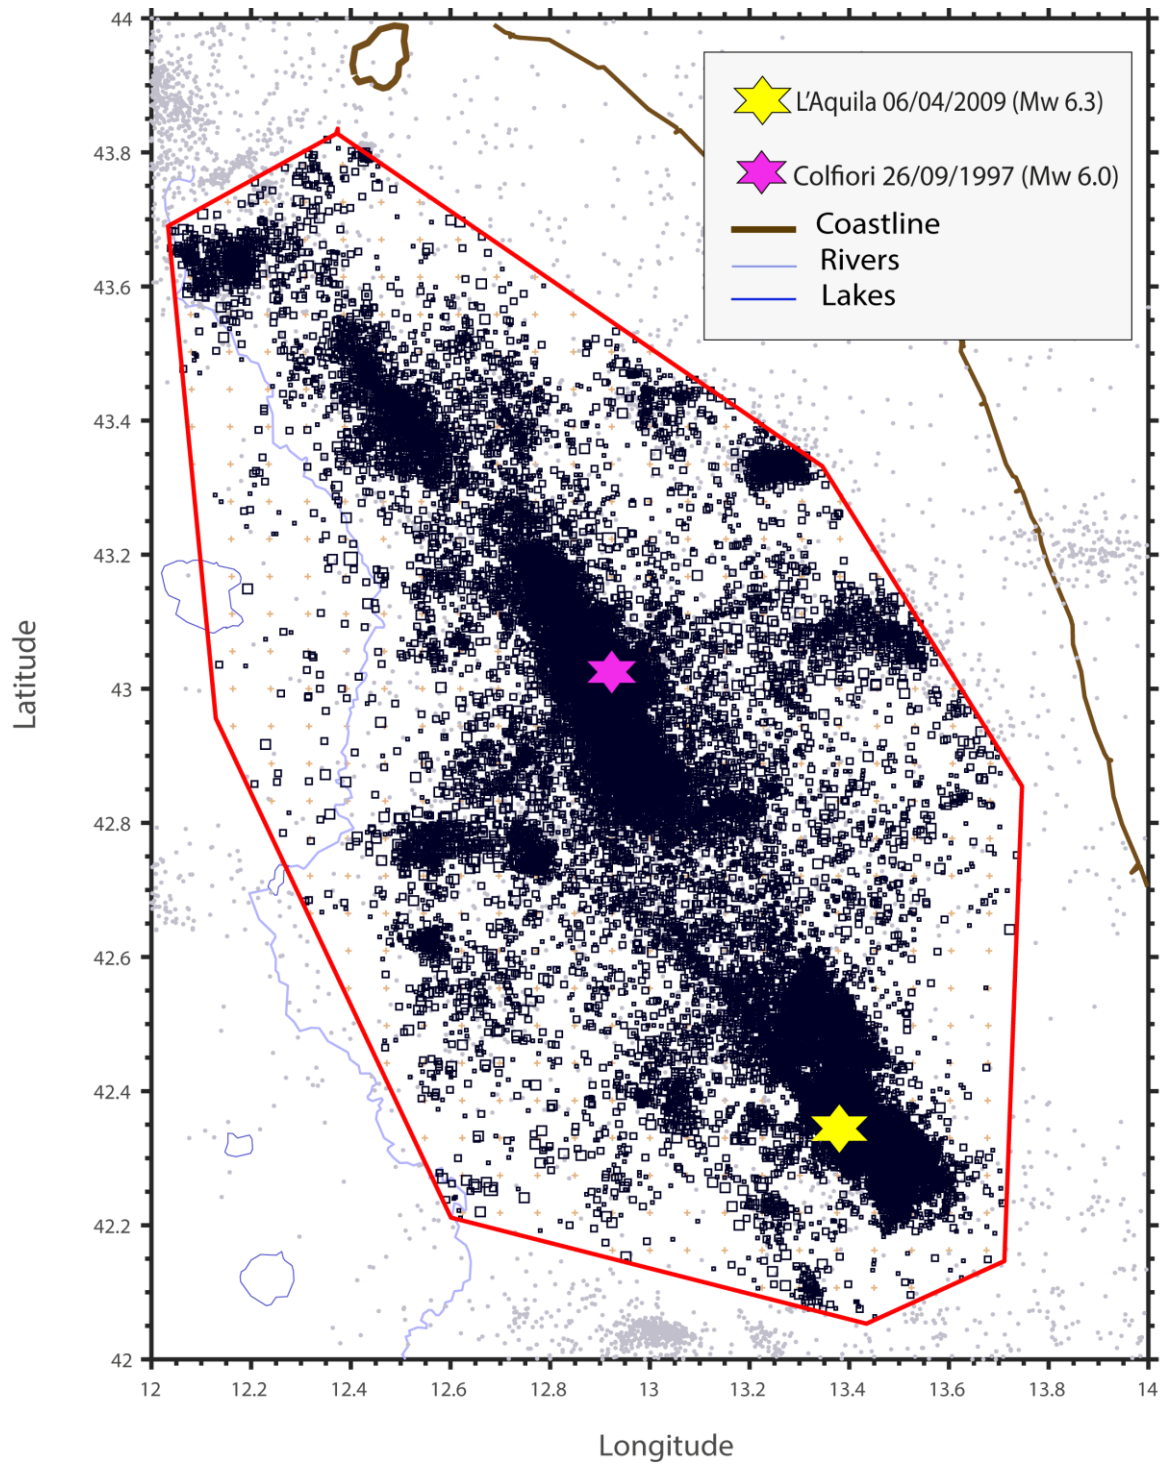 44
43.8
43.6
43.4
43.2
43
42.8
42.6
42.4
42.2
42
Latitude
L'Aquila 06/04/2009 (Mw 6.3)
Colfiori 26/09/1997 (Mw 6.0)
Coastline
Rivers
Lakes
12 12.2 12.4 12.6 12.8 13 13.2 13.4 13.6 13.8 14
Longitude